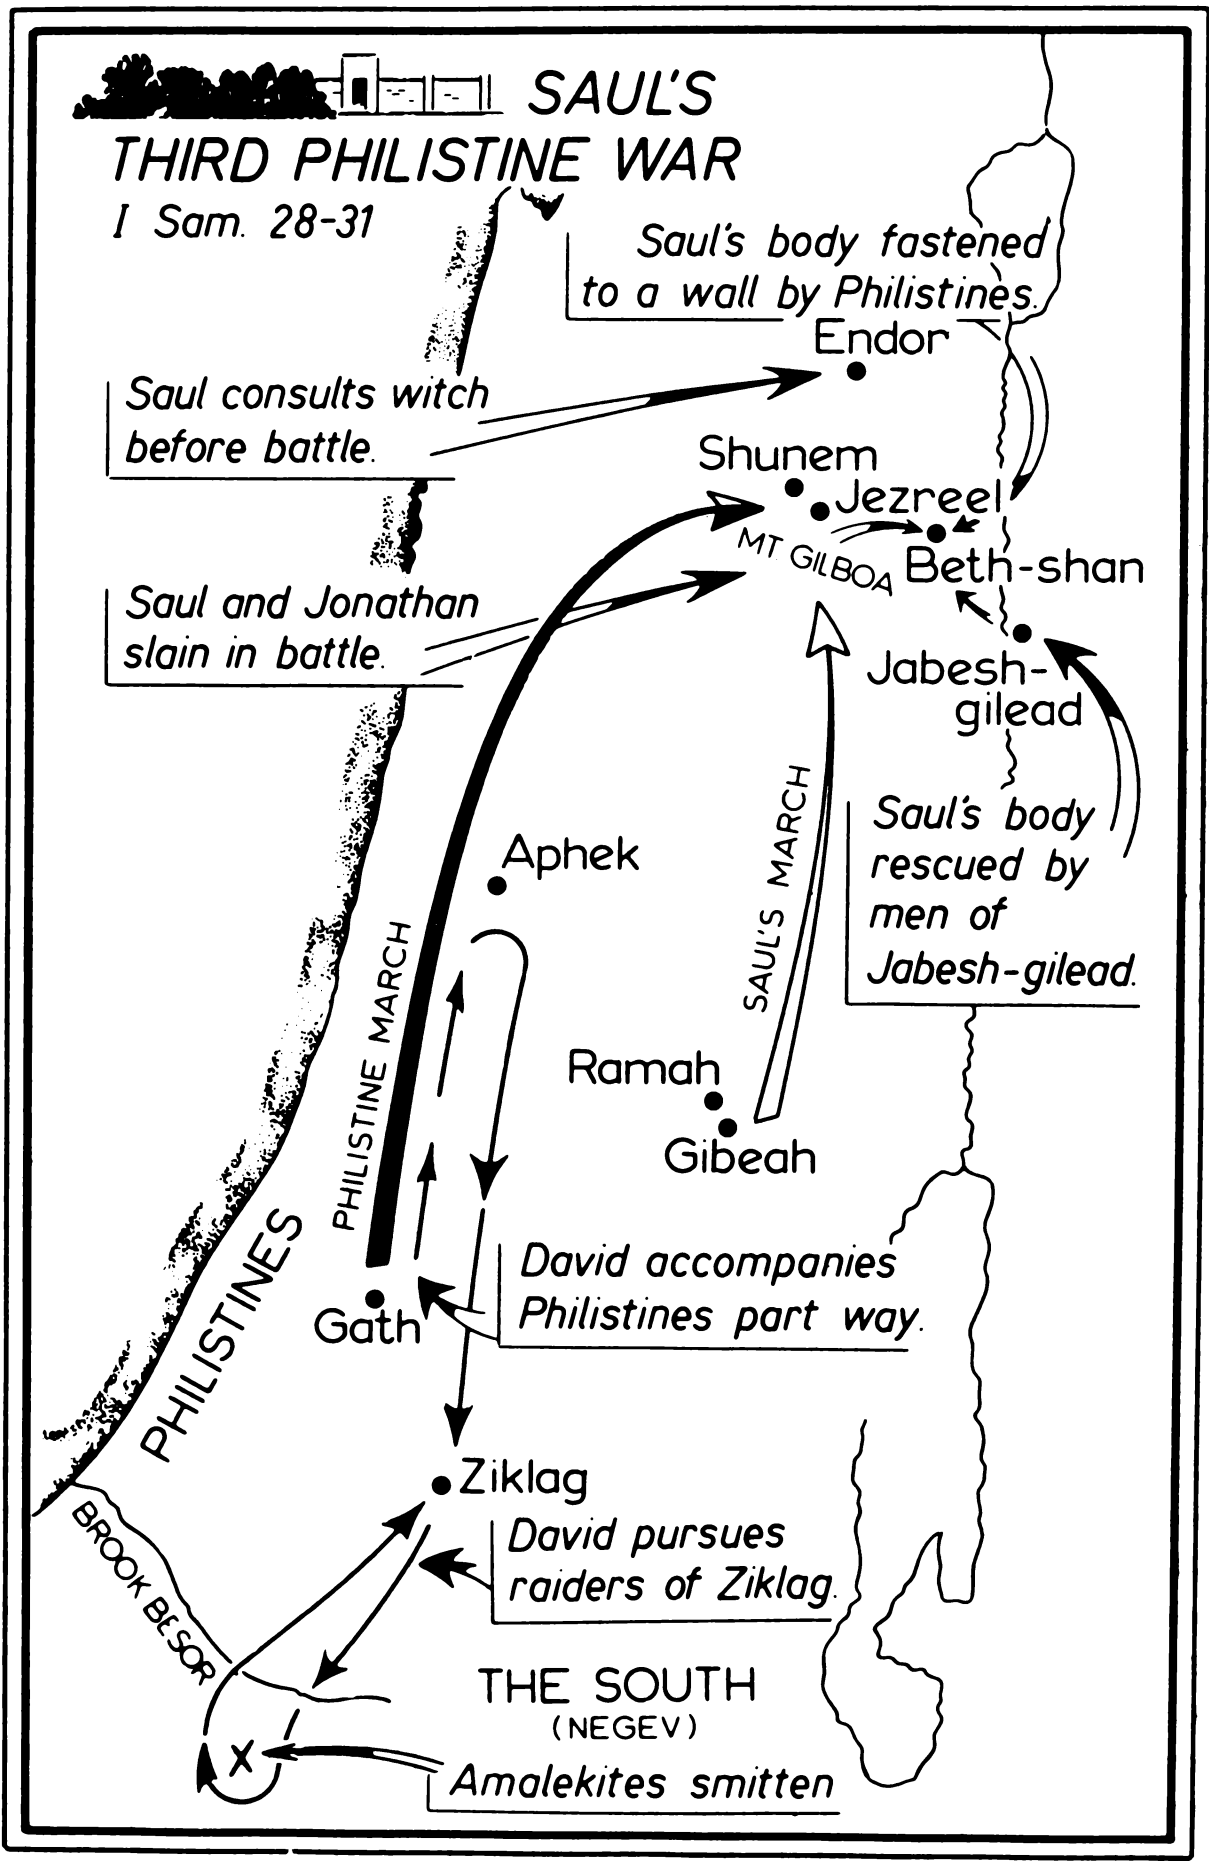 SAUL'S
THIRD PHILISTINE WAR
I Sam. 28-31
Saul's body fastened
to a wall by Philistines.
Endor
Saul consults witch
before battle.
Shunem
Jezreel
MT. GILBOA
Beth-shan
Saul and Jonathan
slain in battle.
Jabesh-
gilead
SAUL'S MARCH
Saul's body
rescued by
men of
Jabesh-gilead.
Aphek
PHILISTINE MARCH
Ramah
Gibeah
PHILISTINES
David accompanies
Philistines part way.
Gath
Ziklag
David pursues
raiders of Ziklag.
BROOK BESOR
THE SOUTH
(NEGEV)
X
Amalekites smitten